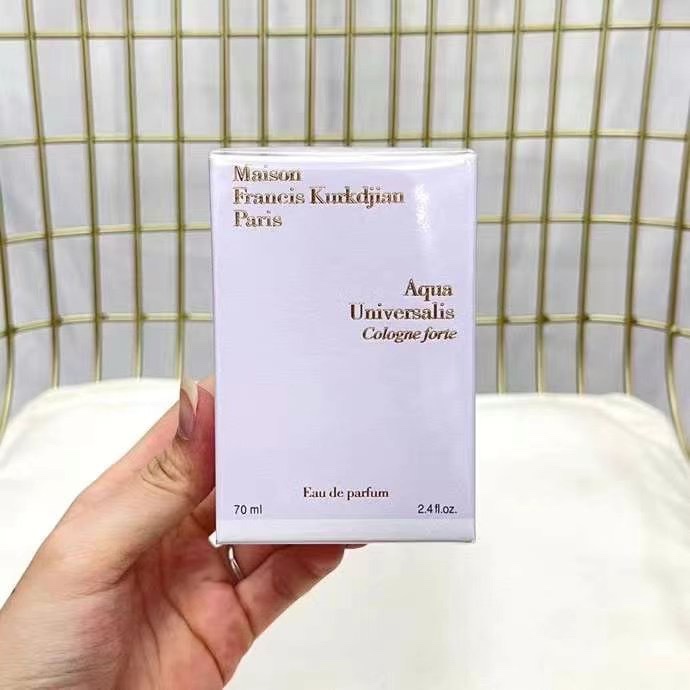 Maison
Francis Kurkdjian
Paris
Aqua
Universalis
Cologne forte
Eau de parfum
70 ml 2.4 fl.oz.